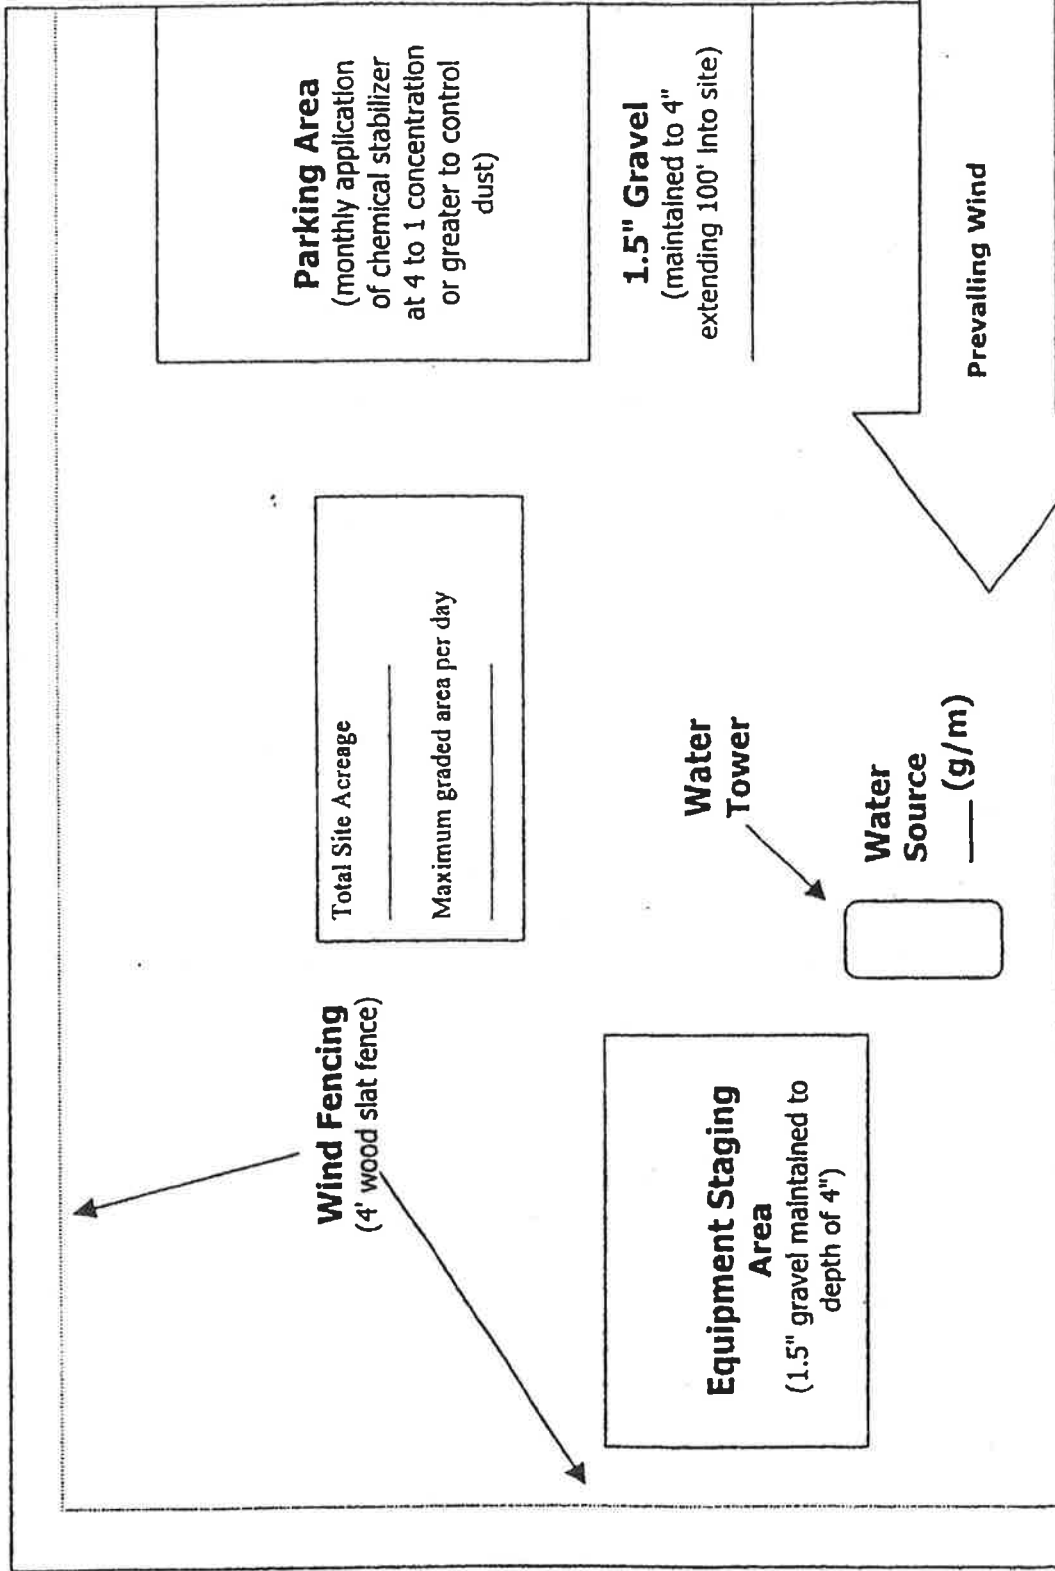 Wind Fencing
(4' wood slat fence)
Total Site Acreage
Maximum graded area per day
Parking Area
(monthly application
of chemical stabilizer
at 4 to 1 concentration
or greater to control
dust)
1.5" Gravel
(maintained to 4"
extending 100' Into site)
Equipment Staging
Area
(1.5" gravel maintained to
depth of 4")
Water
Tower
Water
Source
____ (g/m)
Prevailing Wind